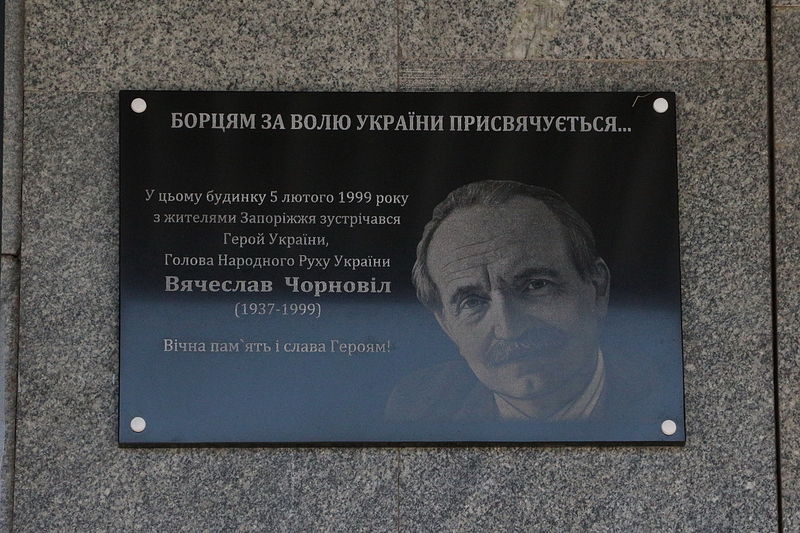 БОРЦЯМ ЗА ВОЛЮ УКРАЇНИ ПРИСВЯЧУЄТЬСЯ...
У цьому будинку 5 лютого 1999 року
з жителями Запоріжжя зустрічався
Герой України,
Голова Народного Руху України
Вячеслав Чорновіл
(1937-1999)
Вічна пам`ять і слава Героям!